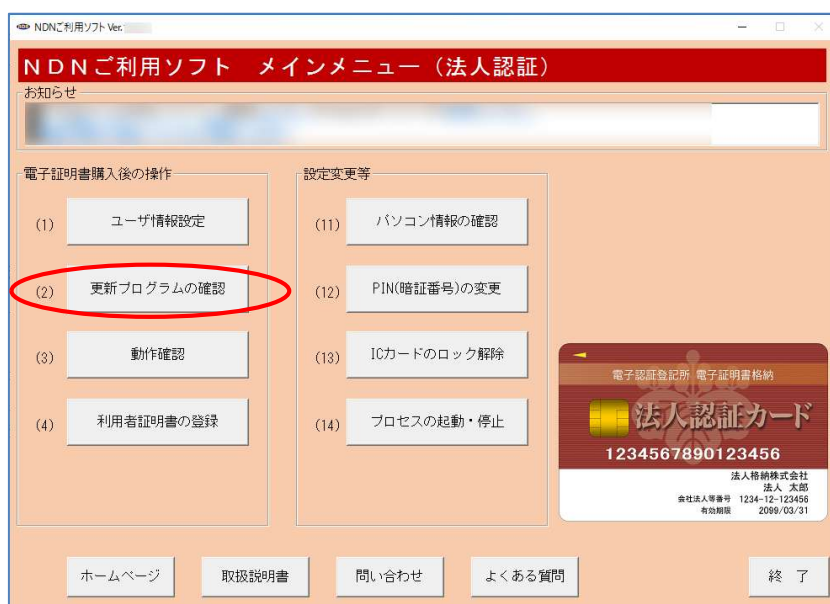 NDNご利用ソフト Ver.
NDNご利用ソフト メインメニュー（法人認証）
お知らせ
電子証明書購入後の操作
(1) ユーザ情報設定
(2) 更新プログラムの確認
(3) 動作確認
(4) 利用者証明書の登録
設定変更等
(11) パソコン情報の確認
(12) PIN(暗証番号)の変更
(13) ICカードのロック解除
(14) プロセスの起動・停止
電子認証登記所 電子証明書格納
法人認証カード
1234567890123456
法人格納株式会社
法人 太郎
会社法人等番号 1234-12-123456
有効期限 2099/03/31
ホームページ
取扱説明書
問い合わせ
よくある質問
終 了